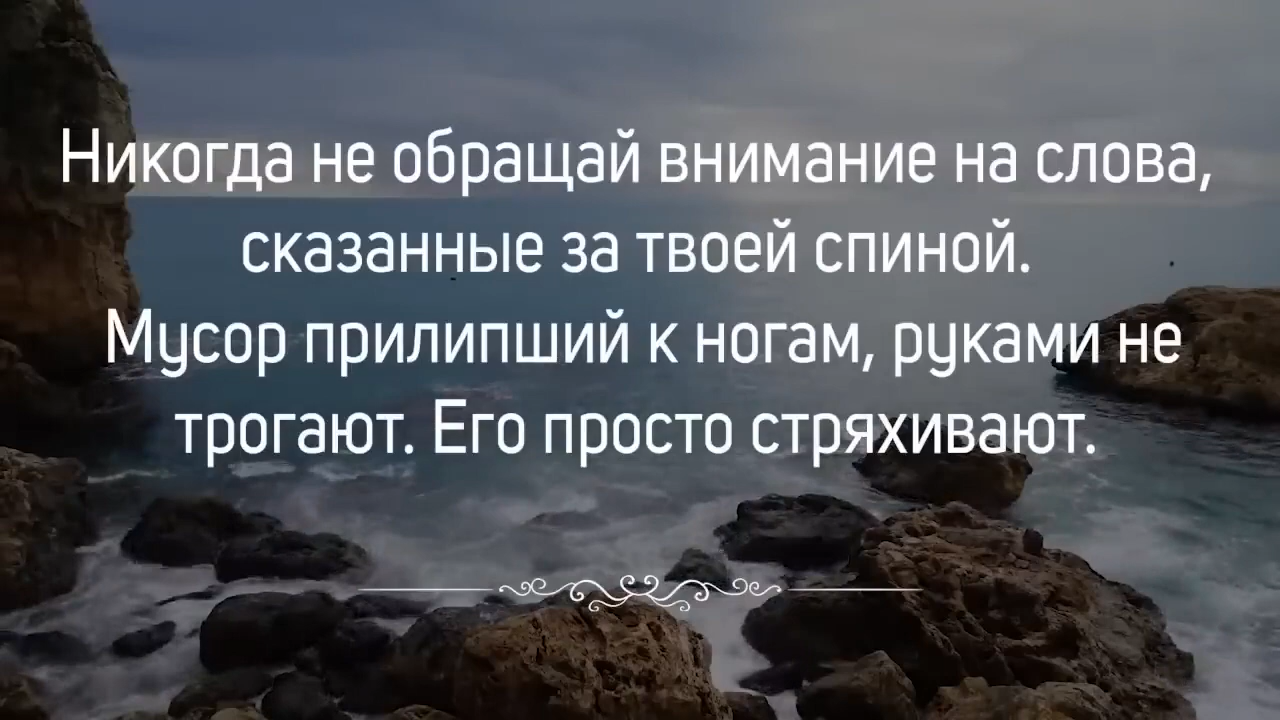 Никогда не обращай внимание на слова,
сказанные за твоей спиной.
Мусор прилипший к ногам, руками не
трогают. Его просто стряхивают.